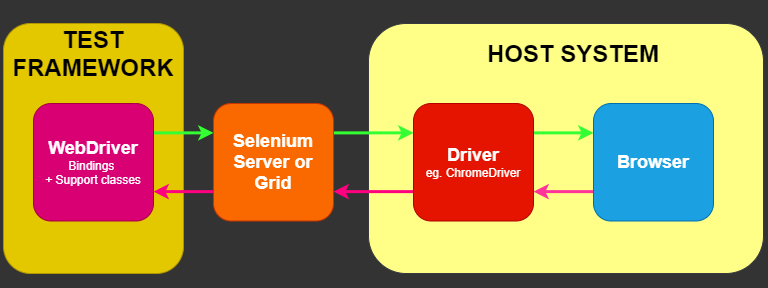 TEST
FRAMEWORK
HOST SYSTEM
WebDriver
Bindings
+ Support classes
Selenium
Server or
Grid
Driver
eg. ChromeDriver
Browser